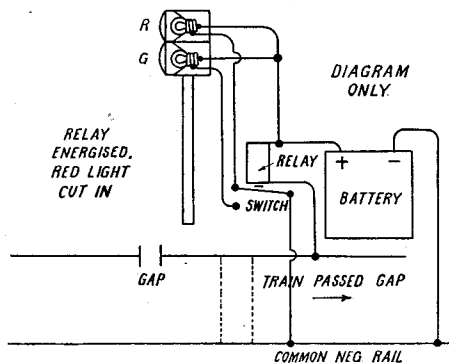 R
G
DIAGRAM
ONLY.
RELAY
ENERGISED,
RED LIGHT
CUT IN
RELAY
+ −
BATTERY
SWITCH
GAP
TRAIN PASSED GAP
COMMON NEG RAIL